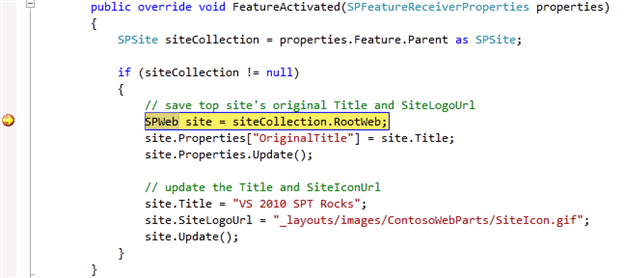 public override void FeatureActivated(SPFeatureReceiverProperties properties)
{
SPSite siteCollection = properties.Feature.Parent as SPSite;
if (siteCollection != null)
{
// save top site's original Title and SiteLogoUrl
SPWeb site = siteCollection.RootWeb;
site.Properties["OriginalTitle"] = site.Title;
site.Properties.Update();
// update the Title and SiteIconUrl
site.Title = "VS 2010 SPT Rocks";
site.SiteLogoUrl = "_layouts/images/ContosoWebParts/SiteIcon.gif";
site.Update();
}
}